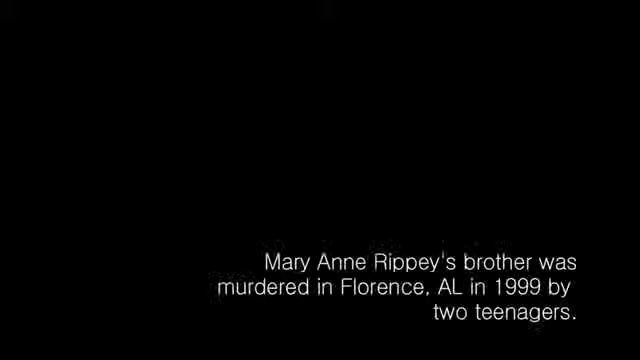 Mary Anne Rippey's brother was
murdered in Florence, AL in 1999 by
two teenagers.